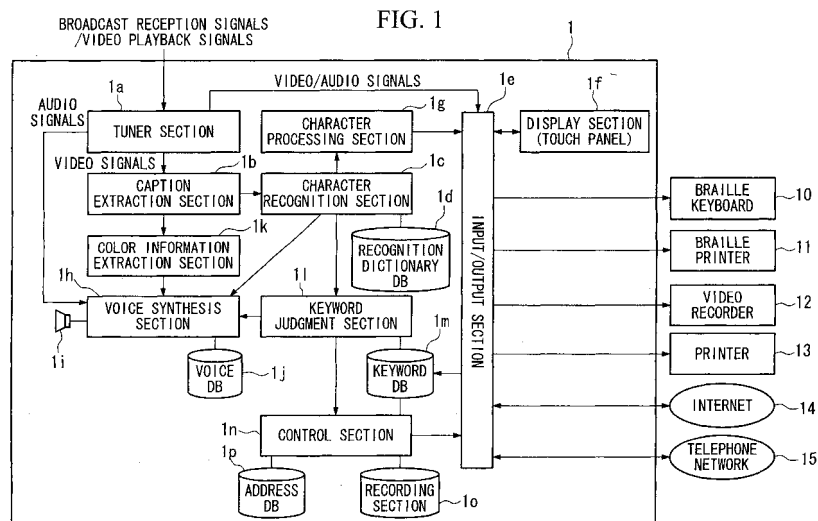 FIG. 1
BROADCAST RECEPTION SIGNALS
/VIDEO PLAYBACK SIGNALS
1
VIDEO/AUDIO SIGNALS
1a
1e
1f
AUDIO
SIGNALS
TUNER SECTION
1g
CHARACTER
PROCESSING SECTION
DISPLAY SECTION
(TOUCH PANEL)
VIDEO SIGNALS
1b
1c
CAPTION
EXTRACTION SECTION
CHARACTER
RECOGNITION SECTION
10
BRAILLE
KEYBOARD
1k
1d
COLOR INFORMATION
EXTRACTION SECTION
RECOGNITION
DICTIONARY
DB
INPUT/OUTPUT SECTION
11
BRAILLE
PRINTER
1h
1l
VOICE SYNTHESIS
SECTION
KEYWORD
JUDGMENT SECTION
1m
12
VIDEO
RECORDER
1i
VOICE
DB
1j
KEYWORD
DB
13
PRINTER
1n
CONTROL SECTION
INTERNET
14
1p
ADDRESS
DB
RECORDING
SECTION
1o
TELEPHONE
NETWORK
15